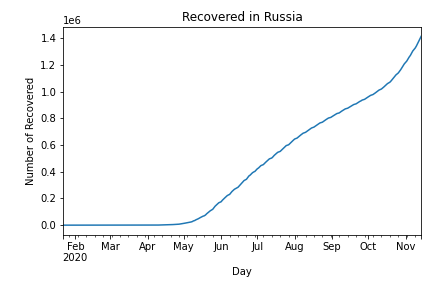 Recovered in Russia
1e6
1.4
1.2
1.0
0.8
0.6
0.4
0.2
0.0
Number of Recovered
Feb Mar Apr May Jun Jul Aug Sep Oct Nov
2020
Day